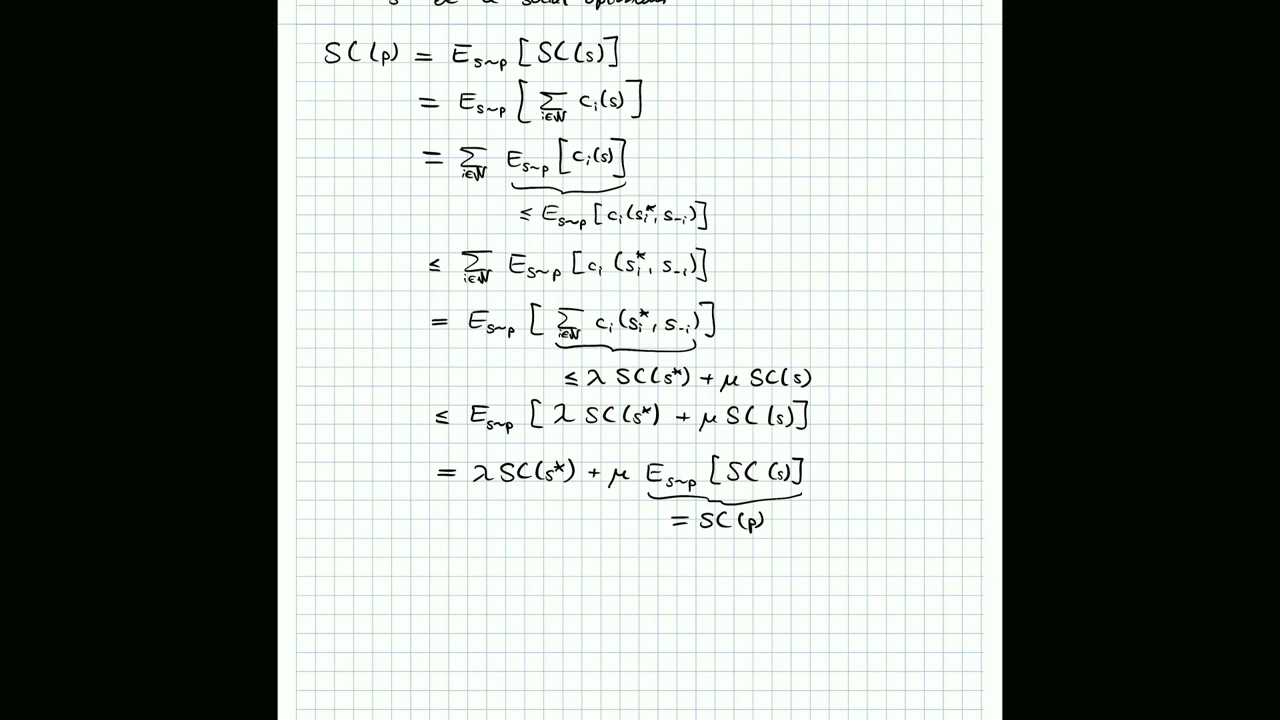 a social
SC(p) = E_{s~p} [SC(s)]
= E_{s~p} [∑_{i∈N} c_i(s)]
= ∑_{i∈N} E_{s~p} [c_i(s)]
≤ E_{s~p} [c_i(s_i^*, s_{-i})]
≤ ∑_{i∈N} E_{s~p} [c_i (s_i^*, s_{-i})]
= E_{s~p} [∑_{i∈N} c_i(s_i^*, s_{-i})]
≤ λ SC(s*) + μ SC(s)
≤ E_{s~p} [λ SC(s*) + μ SC(s)]
= λ SC(s*) + μ E_{s~p} [SC(s)]
= SC(p)